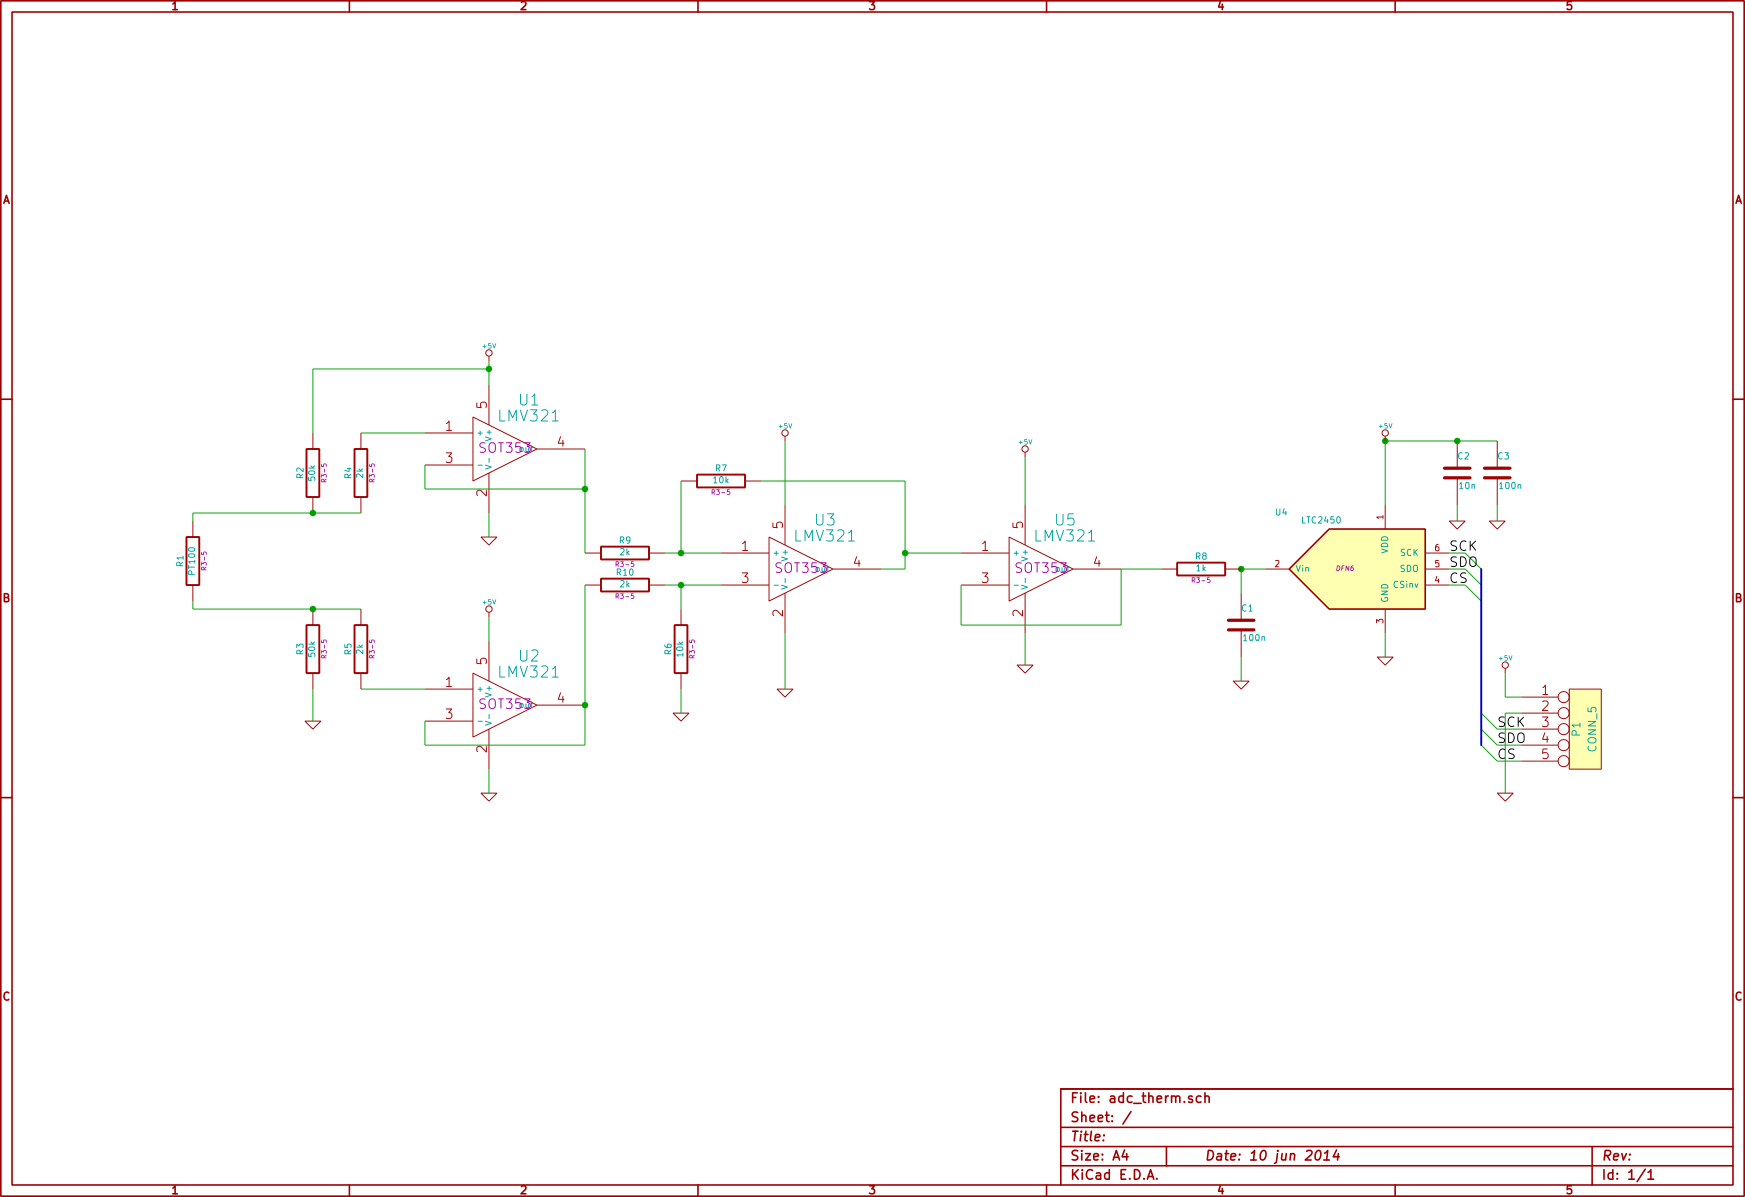 1 2 3 4 5
A A
B B
C C
+5V
U1
LMV321
SOT353
5
1
3
4
2
+
-
V+
V-
R2
50k
R3-5
R4
2k
R3-5
R1
PT100
R3-5
R3
50k
R3-5
R5
2k
R3-5
+5V
U2
LMV321
SOT353
5
1
3
4
2
+
-
V+
V-
R7
10k
R3-5
R9
2k
R3-5
R10
2k
R3-5
R6
10k
R3-5
+5V
U3
LMV321
SOT353
5
1
3
4
2
+
-
V+
V-
+5V
U5
LMV321
SOT353
5
1
3
4
2
+
-
V+
V-
R8
1k
R3-5
C1
100n
+5V
C2
10n
C3
100n
U4
LTC2450
DFN6
Vin
VDD
GND
SCK
SDO
CSinv
1
2
3
6
5
4
SCK
SDO
CS
+5V
1
2
SCK 3
SDO 4
CS 5
P1
CONN_5
File: adc_therm.sch
Sheet: /
Title:
Size: A4 Date: 10 jun 2014 Rev:
KiCad E.D.A. Id: 1/1
1 2 3 4 5